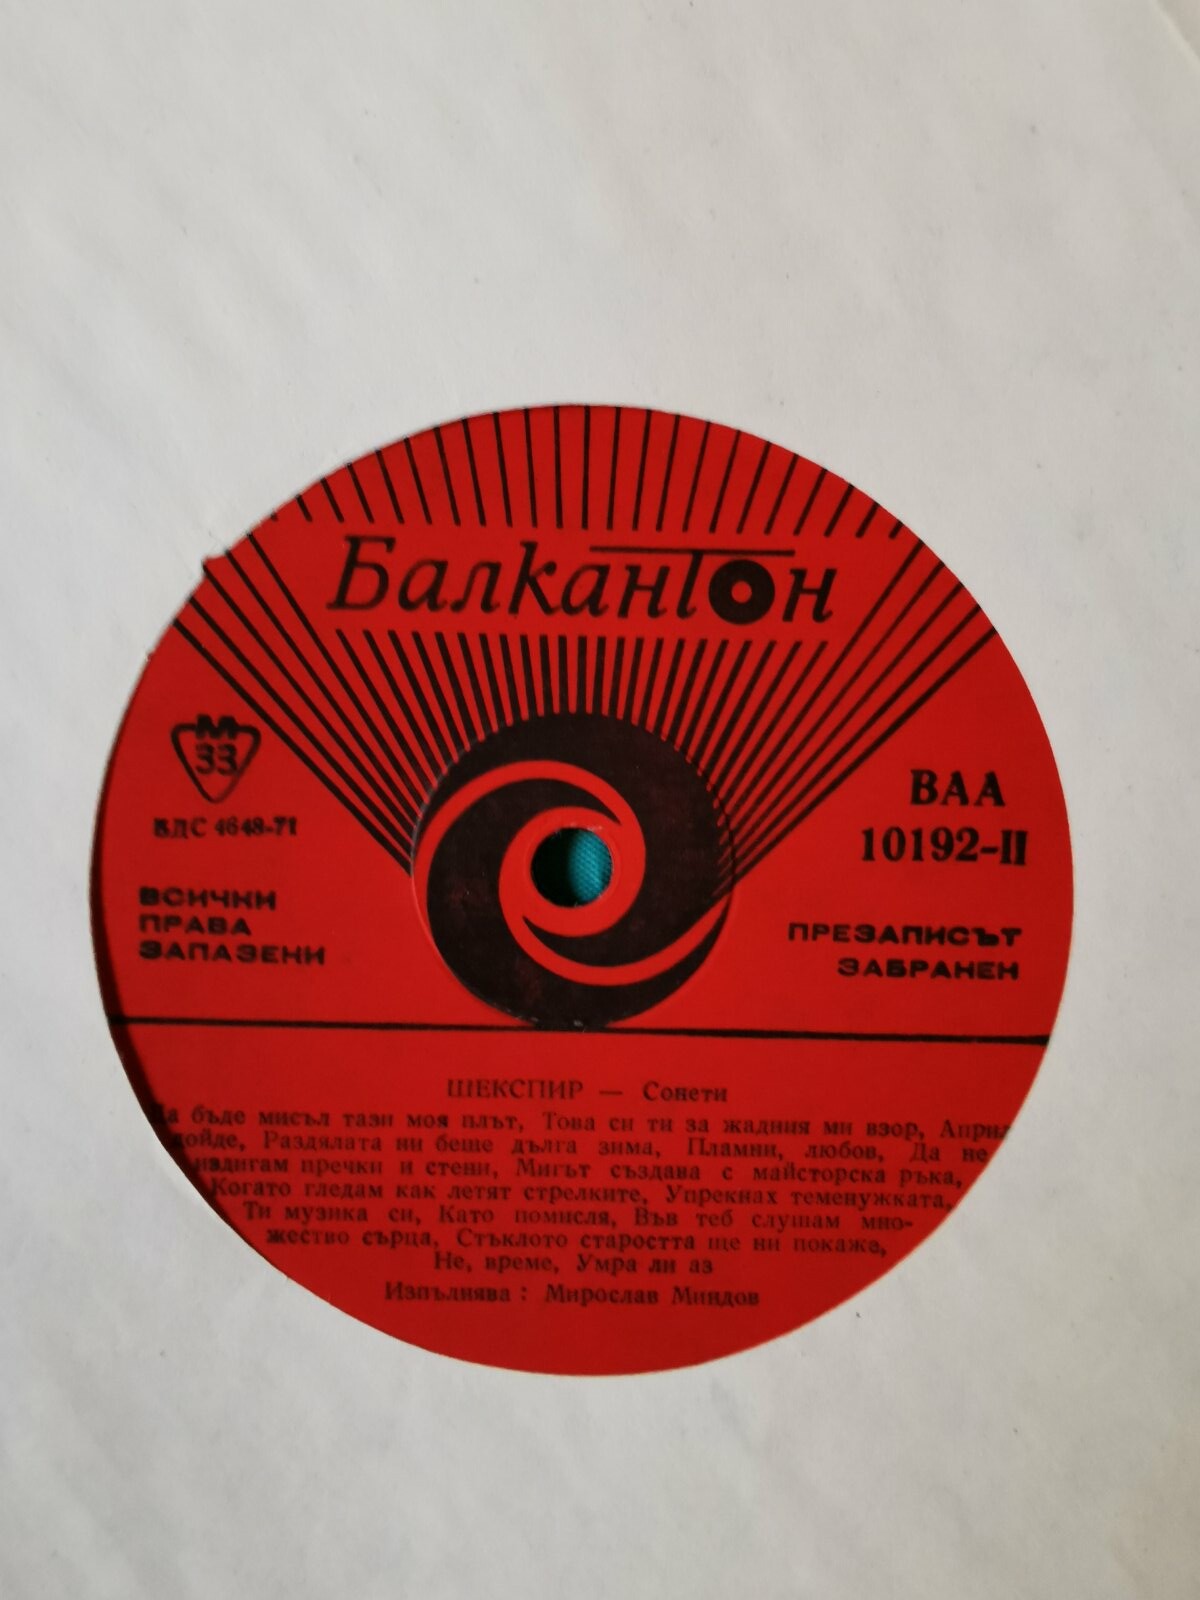 Балкантон
М
33
БДС 4648-71
ВСИЧКИ
ПРАВА
ЗАПАЗЕНИ
ВАА
10192-II
ПРЕЗАПИСЪТ
ЗАБРАНЕН
ШЕКСПИР — Сонети
Да бъде мисъл тази моя плът, Това си ти за жадния ми взор, Април
дойде, Раздялата ни беше дълга зима, Пламни, любов, Да не
издигам пречки и стени, Мигът създава с майсторска ръка,
Когато гледам как летят стрелките, Упрекнах теменужката,
Ти музика си, Като помисля, Във теб слушам мно-
жество сърца, Стъклото старостта ще ни покаже,
Не, време, Умра ли аз
Изпълнява : Мирослав Миндов